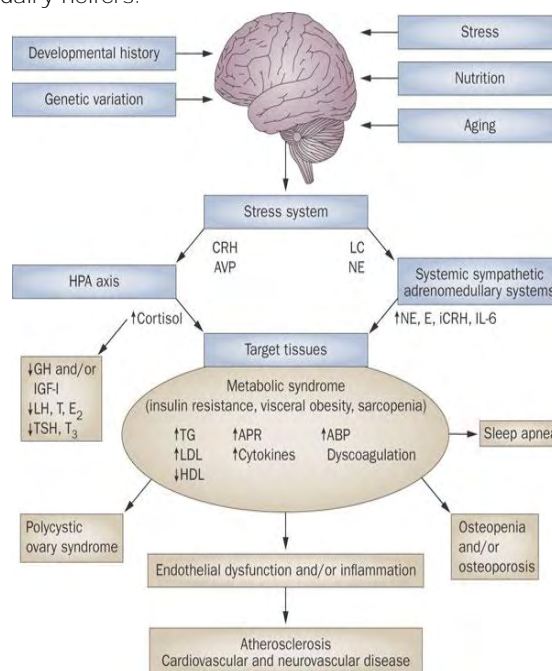 dairy heifers.
Developmental history
Genetic variation
Stress
Nutrition
Aging
Stress system
CRH
AVP
LC
NE
HPA axis
Systemic sympathetic
adrenomedullary systems
↑Cortisol
↑NE, E, iCRH, IL-6
Target tissues
↓GH and/or
IGF-I
↓LH, T, E₂
↓TSH, T₃
Metabolic syndrome
(insulin resistance, visceral obesity, sarcopenia)
↑TG ↑APR ↑ABP
↑LDL ↑Cytokines Dyscoagulation
↓HDL
Sleep apnea
Polycystic
ovary syndrome
Osteopenia
and/or
osteoporosis
Endothelial dysfunction and/or inflammation
Atherosclerosis
Cardiovascular and neurovascular disease